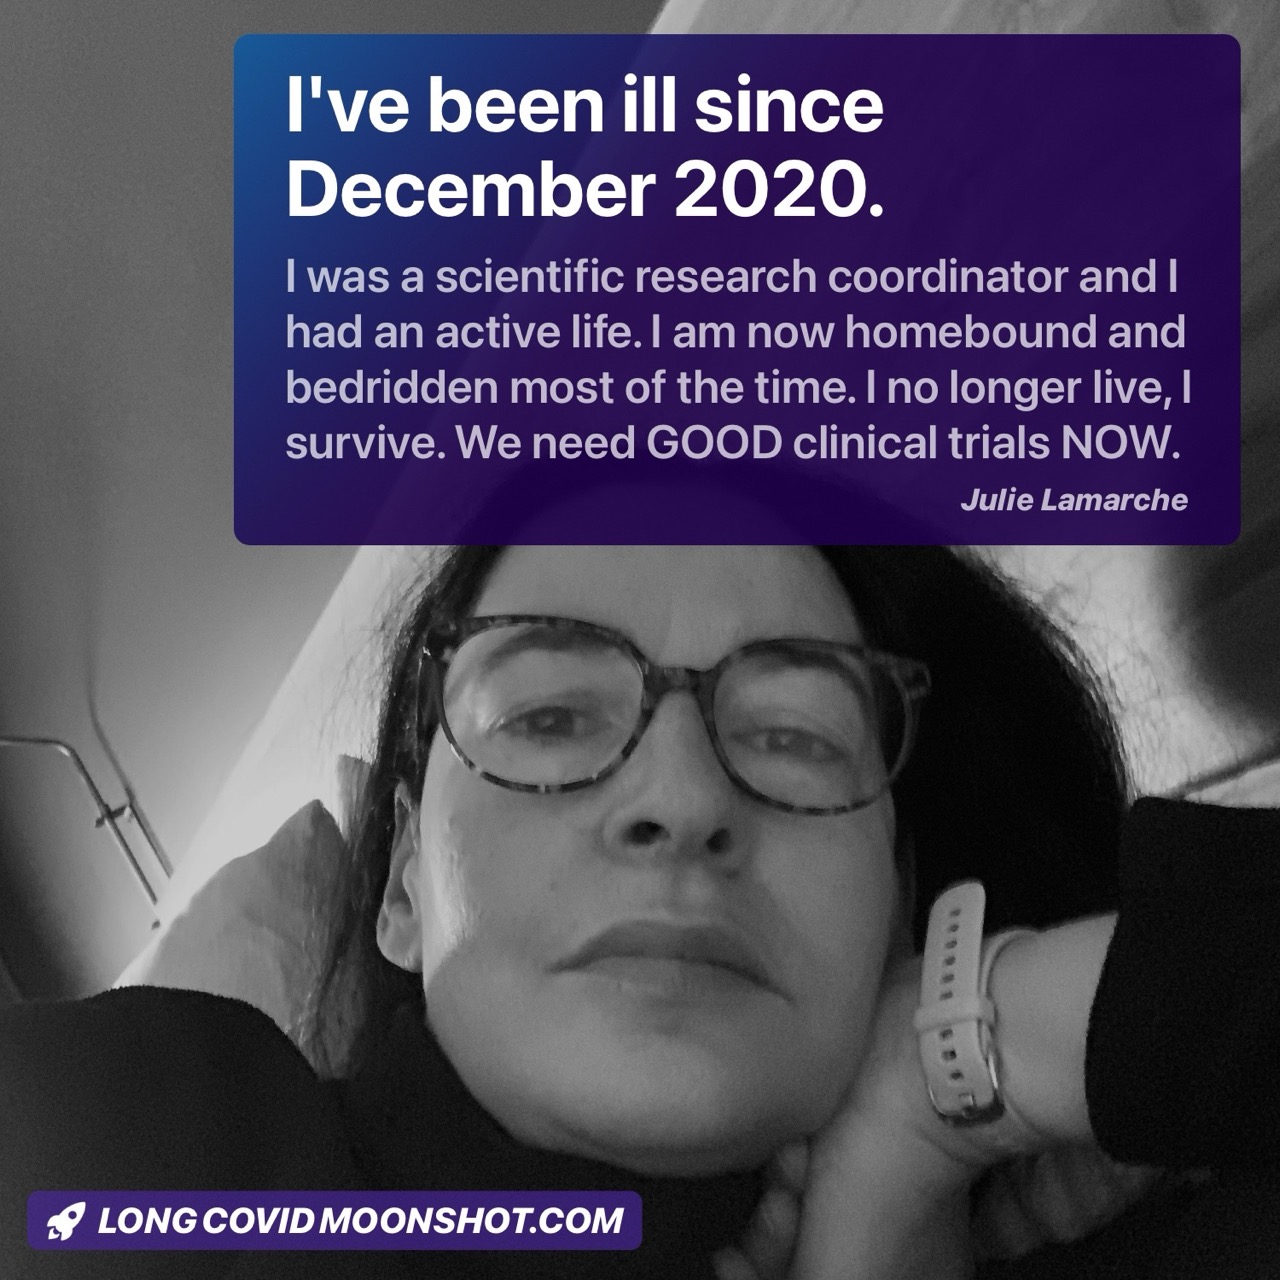 I've been ill since
December 2020.
I was a scientific research coordinator and I
had an active life. I am now homebound and
bedridden most of the time. I no longer live, I
survive. We need GOOD clinical trials NOW.
Julie Lamarche
LONG COVID MOONSHOT.COM